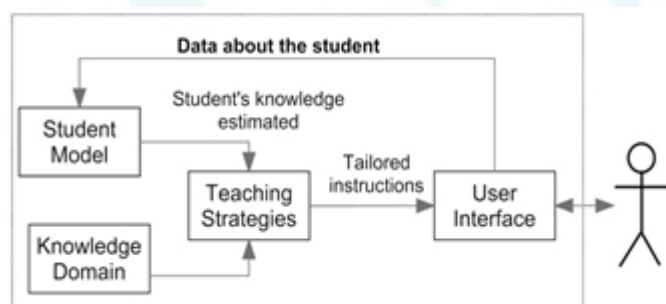 Data about the student
Student's knowledge
estimated
Student
Model
Tailored
instructions
Teaching
Strategies
User
Interface
Knowledge
Domain